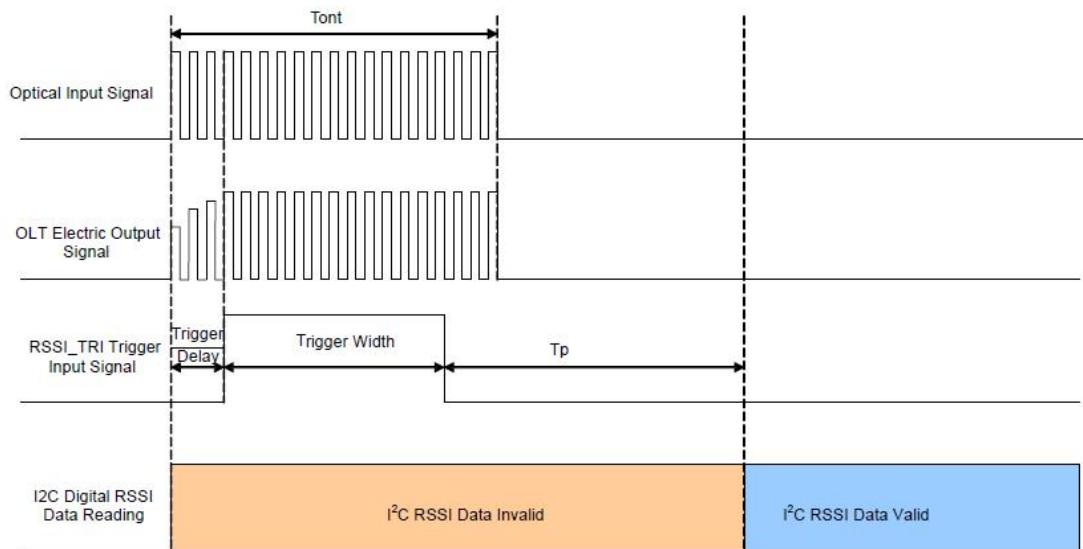 Tont
Optical Input Signal
OLT Electric Output
Signal
RSSI_TRI Trigger
Input Signal
Trigger
Delay
Trigger Width
Tp
I2C Digital RSSI
Data Reading
I²C RSSI Data Invalid
I²C RSSI Data Valid